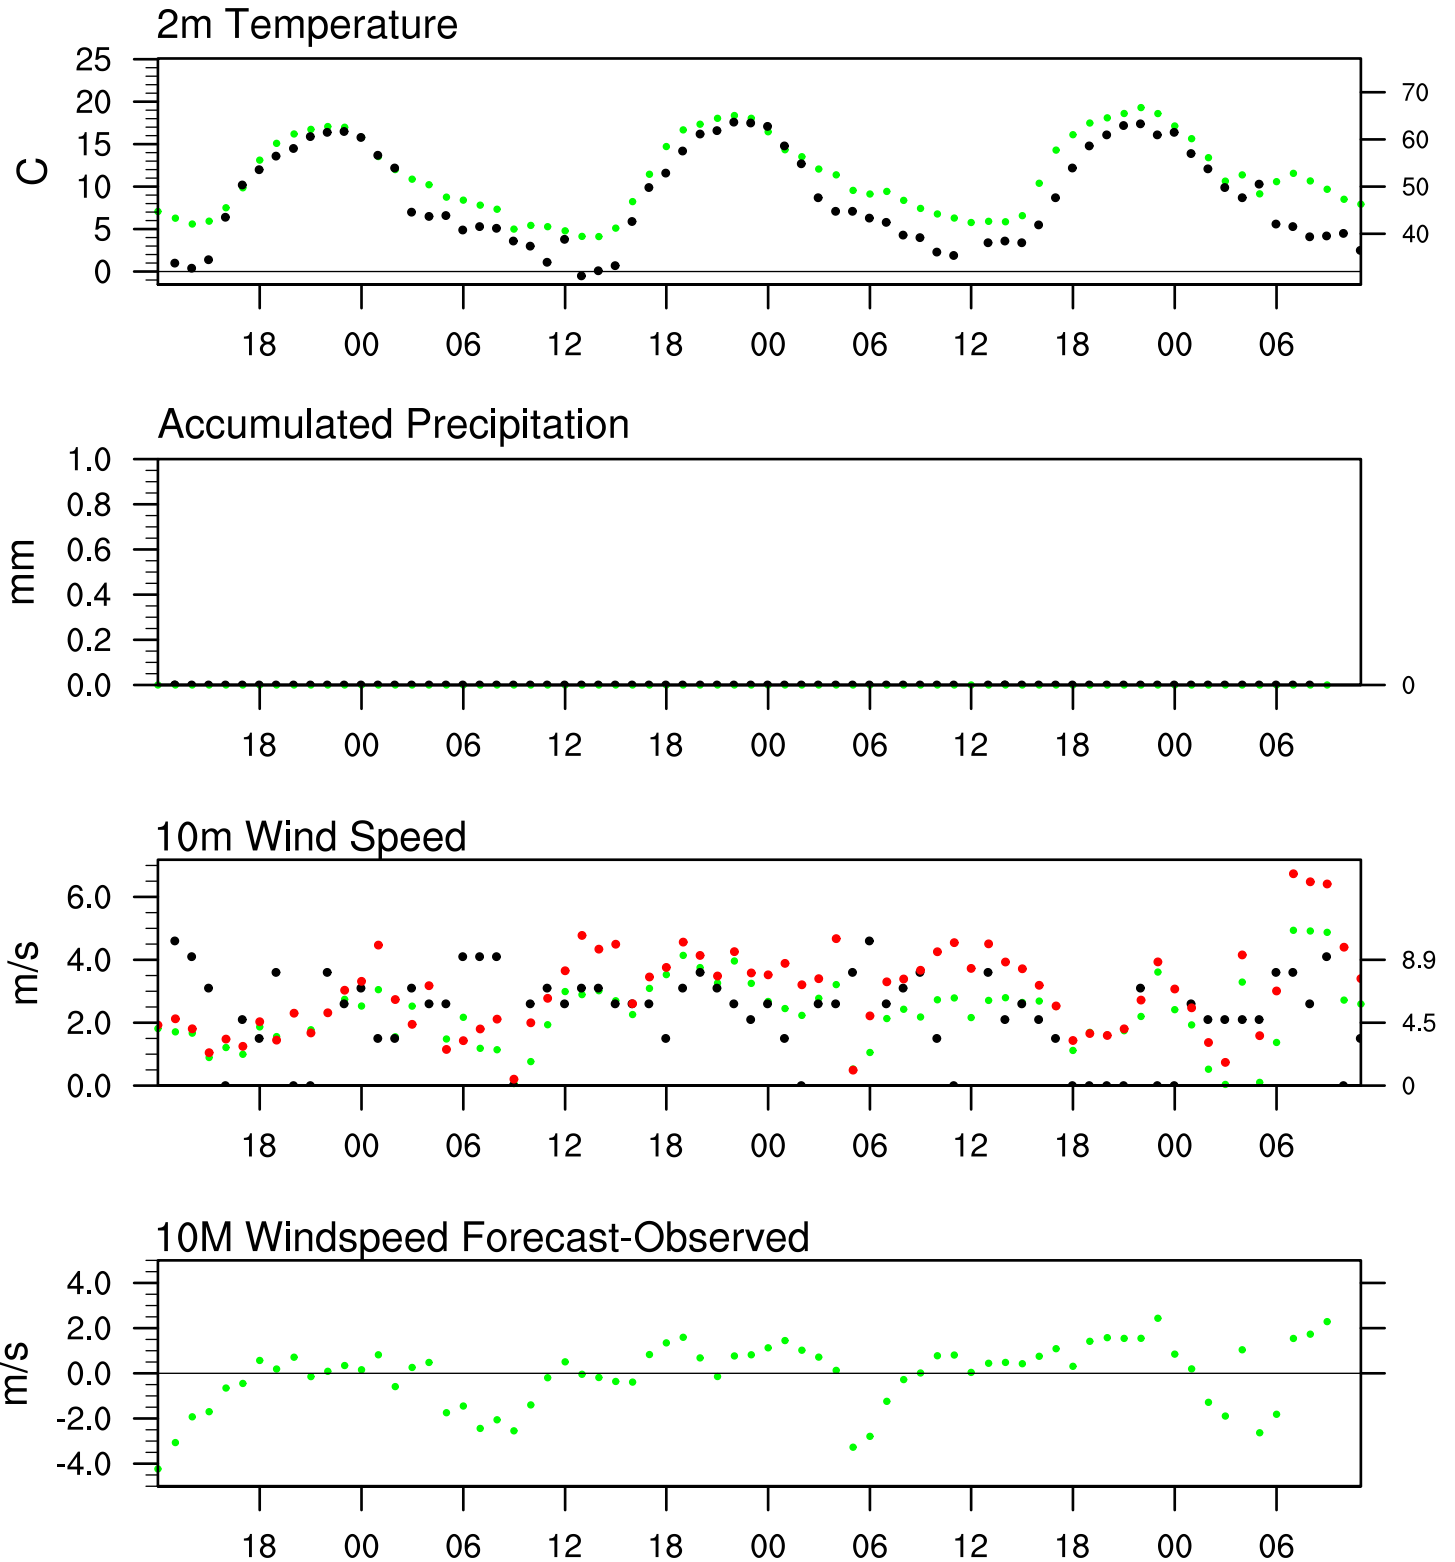 2m Temperature
25
20
15
10
5
0
C
70
60
50
40
18 00 06 12 18 00 06 12 18 00 06
Accumulated Precipitation
1.0
0.8
0.6
0.4
0.2
0.0
mm
0
18 00 06 12 18 00 06 12 18 00 06
10m Wind Speed
6.0
4.0
2.0
0.0
m/s
8.9
4.5
0
18 00 06 12 18 00 06 12 18 00 06
10M Windspeed Forecast-Observed
4.0
2.0
0.0
-2.0
-4.0
m/s
18 00 06 12 18 00 06 12 18 00 06